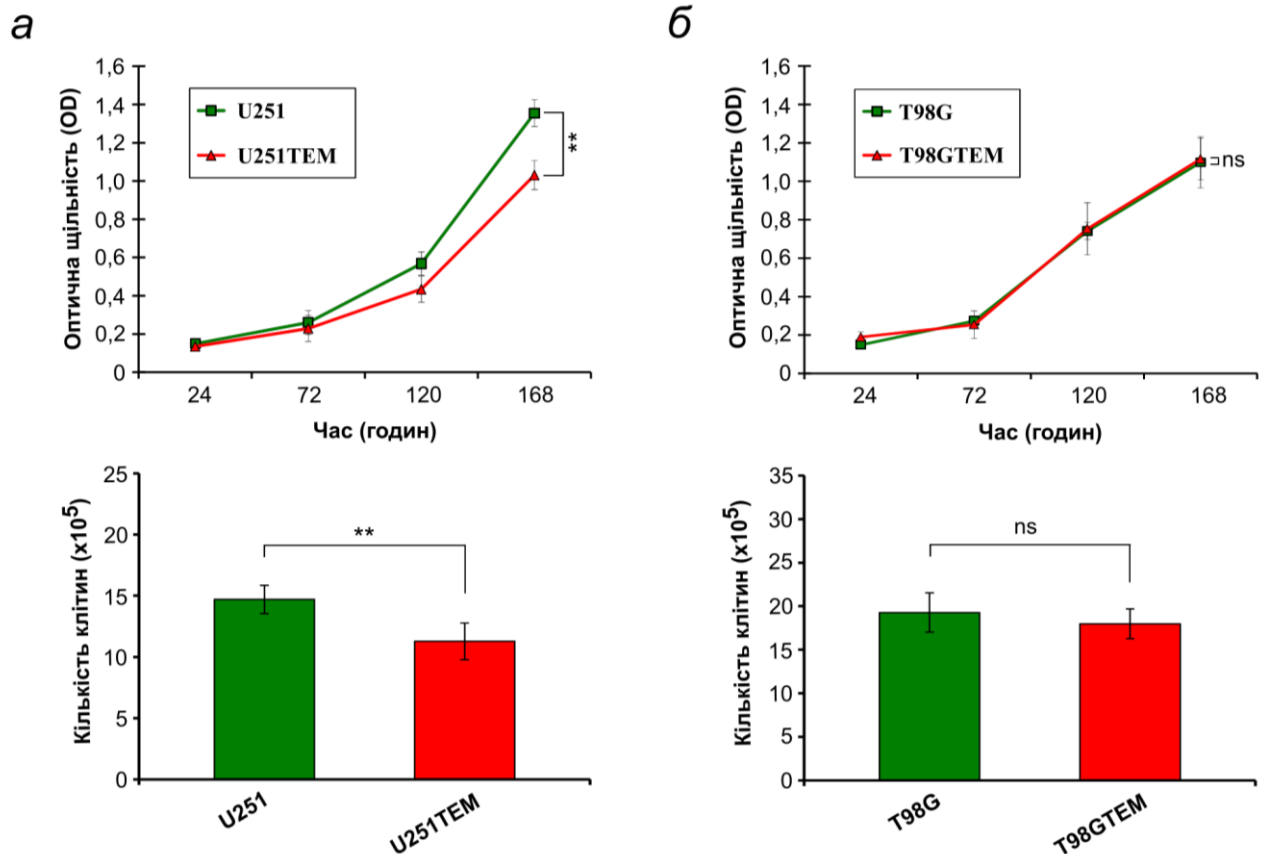 а
1,6
1,4
1,2
1,0
0,8
0,6
0,4
0,2
0
Оптична щільність (OD)
U251
U251TEM
**
24 72 120 168
Час (годин)
б
1,6
1,4
1,2
1,0
0,8
0,6
0,4
0,2
0
Оптична щільність (OD)
T98G
T98GTEM
ns
24 72 120 168
Час (годин)
25
20
15
10
5
0
Кількість клітин (x10⁵)
**
U251 U251TEM
35
30
25
20
15
10
5
0
Кількість клітин (x10⁵)
ns
T98G T98GTEM